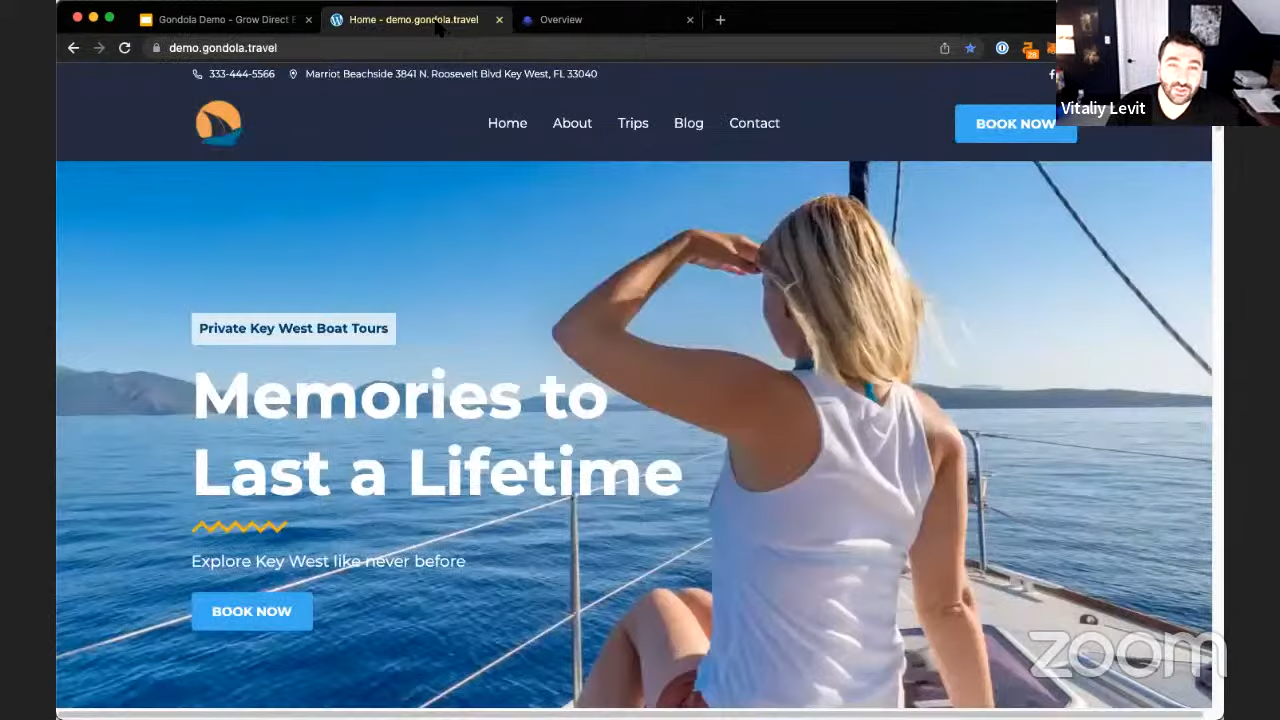 Gondola Demo - Grow Direct
Home - demo.gondola.travel
Overview
demo.gondola.travel
333-444-5566
Marriot Beachside 3841 N. Roosevelt Blvd Key West, FL 33040
Home
About
Trips
Blog
Contact
BOOK NOW
Vitaliy Levit
Private Key West Boat Tours
Memories to
Last a Lifetime
Explore Key West like never before
BOOK NOW
zoom